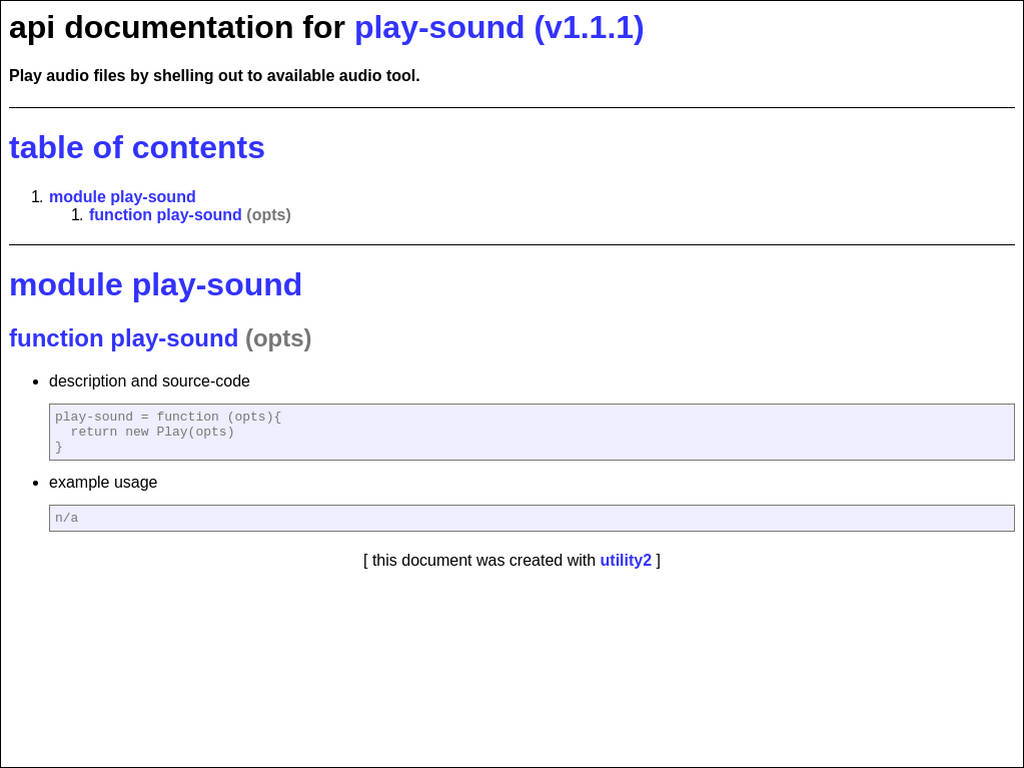 api documentation for play-sound (v1.1.1)
Play audio files by shelling out to available audio tool.
table of contents
1. module play-sound
1. function play-sound (opts)
module play-sound
function play-sound (opts)
• description and source-code
play-sound = function (opts){
  return new Play(opts)
}
• example usage
n/a
[ this document was created with utility2 ]